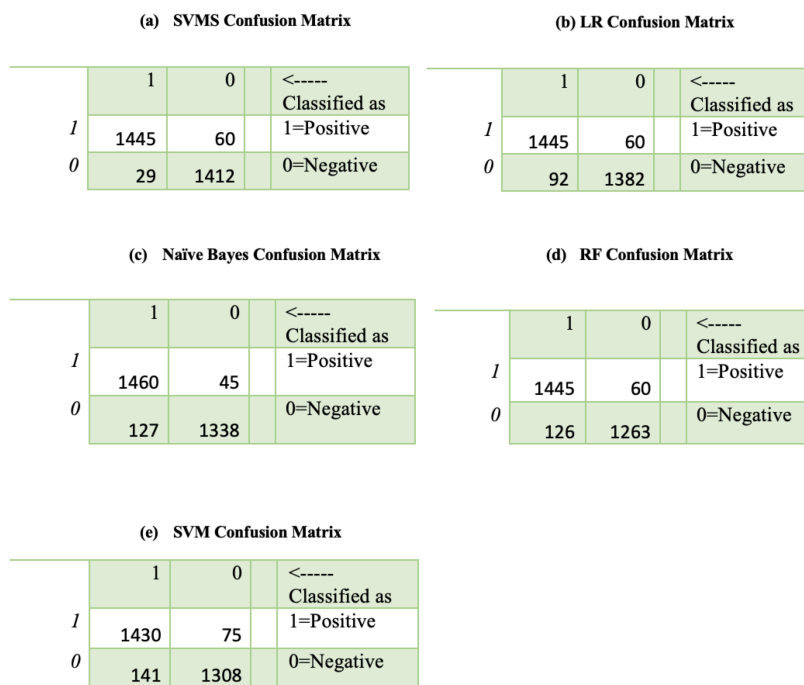 (a) SVMS Confusion Matrix
1 0 <-----
Classified as
1 1445 60 1=Positive
0 29 1412 0=Negative
(b) LR Confusion Matrix
1 0 <-----
Classified as
1 1445 60 1=Positive
0 92 1382 0=Negative
(c) Naïve Bayes Confusion Matrix
1 0 <-----
Classified as
1 1460 45 1=Positive
0 127 1338 0=Negative
(d) RF Confusion Matrix
1 0 <-----
Classified as
1 1445 60 1=Positive
0 126 1263 0=Negative
(e) SVM Confusion Matrix
1 0 <-----
Classified as
1 1430 75 1=Positive
0 141 1308 0=Negative